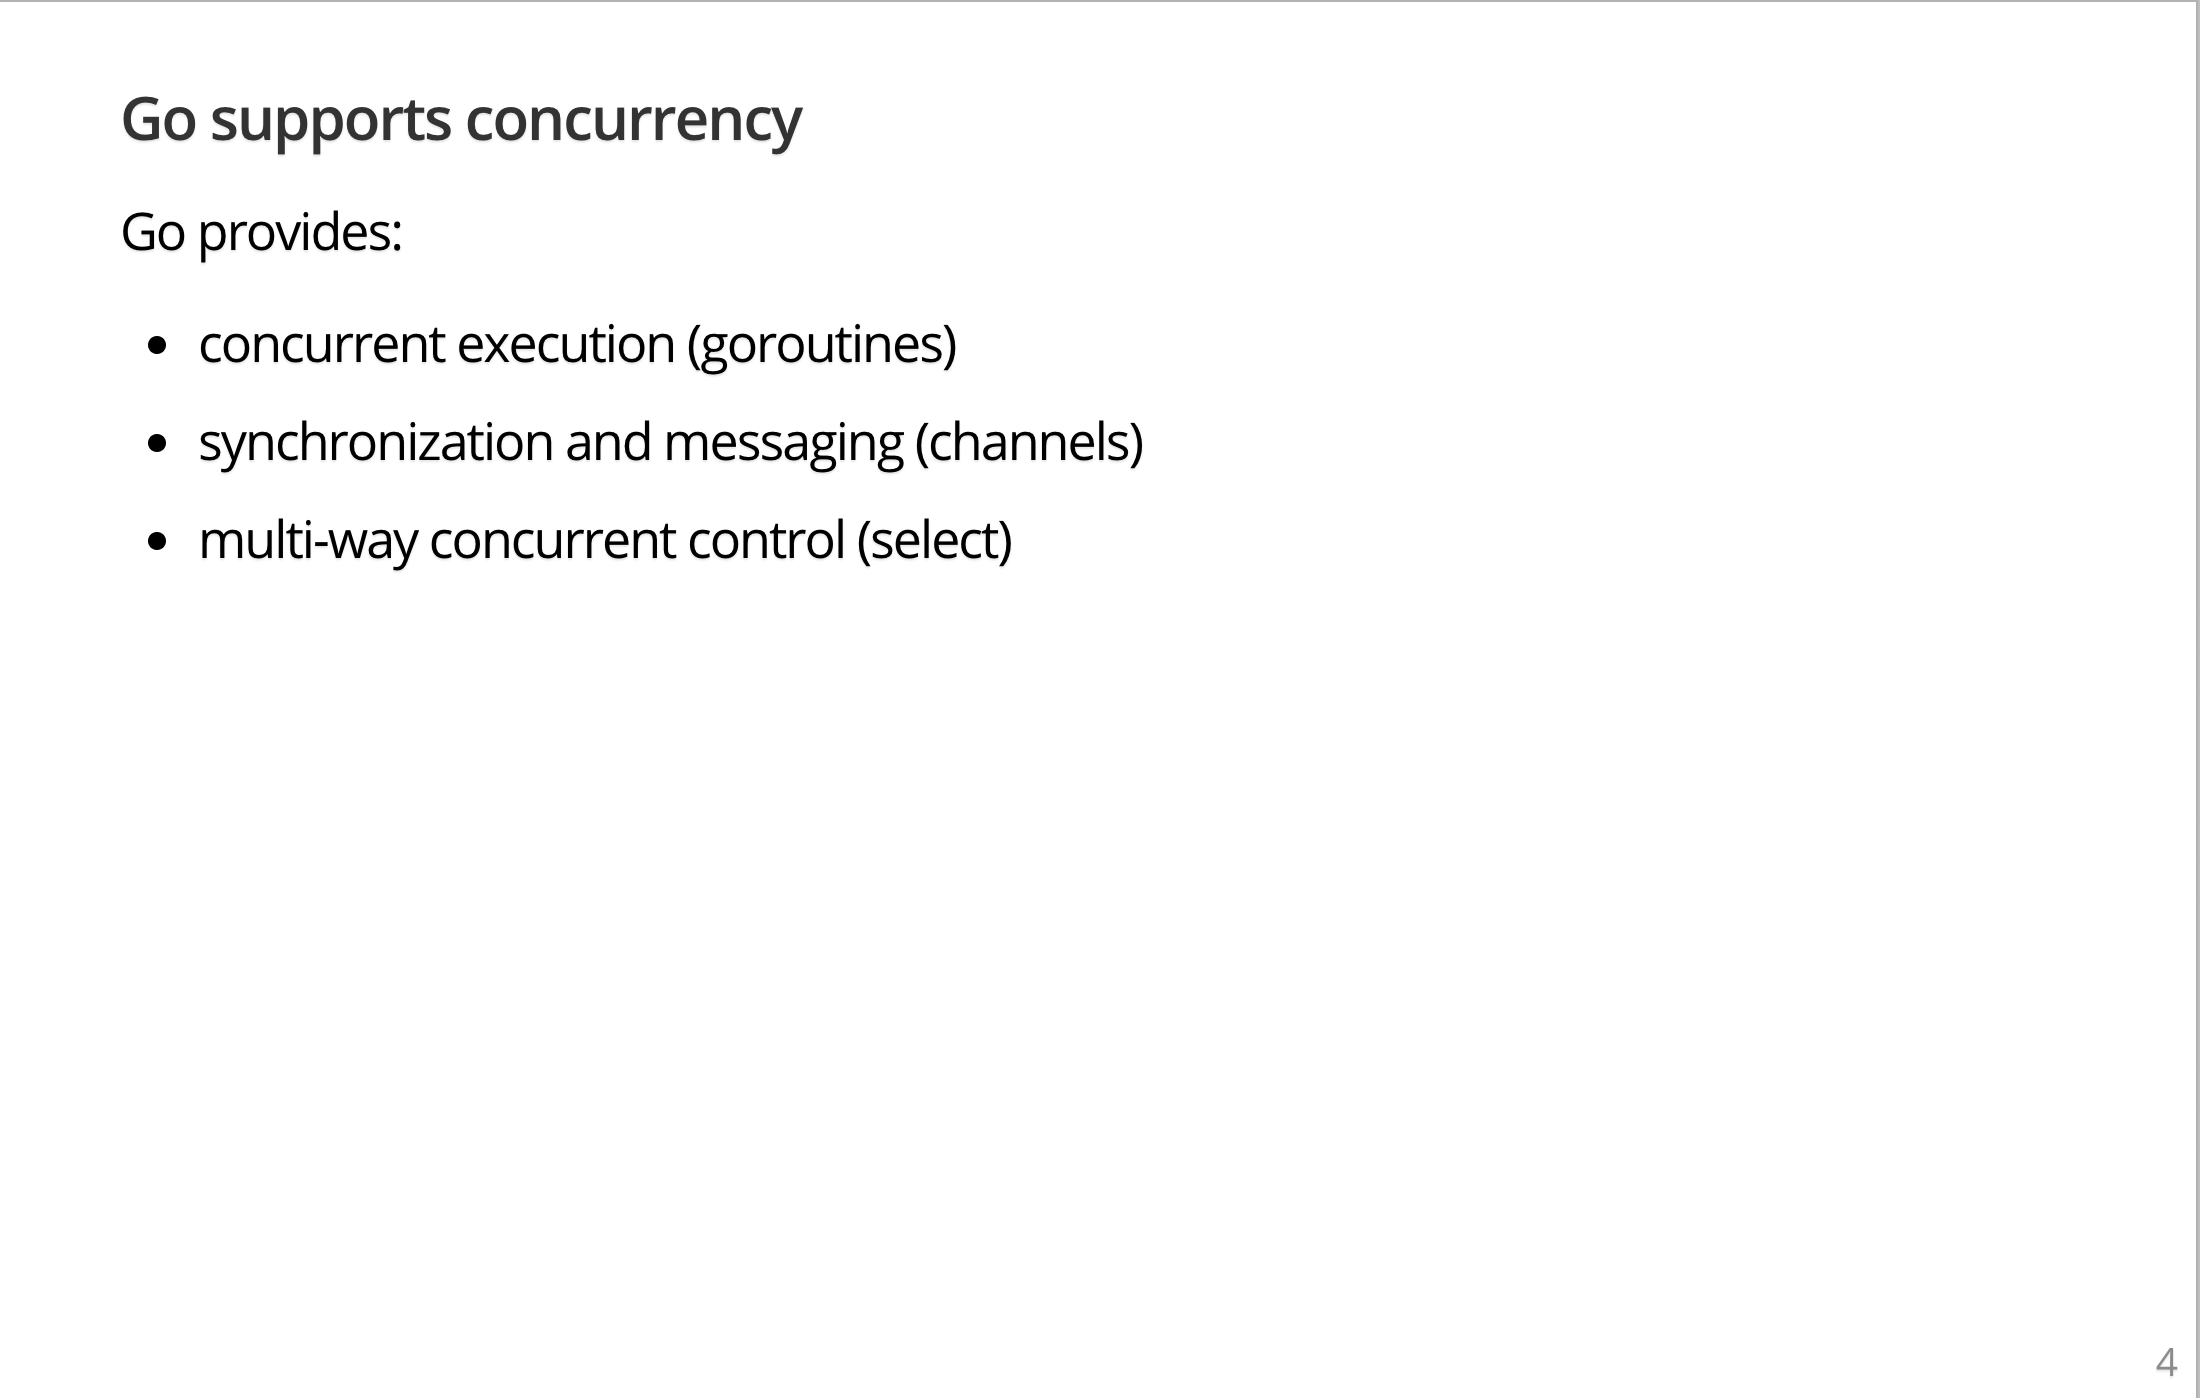 Go supports concurrency
Go provides:
• concurrent execution (goroutines)
• synchronization and messaging (channels)
• multi-way concurrent control (select)
4